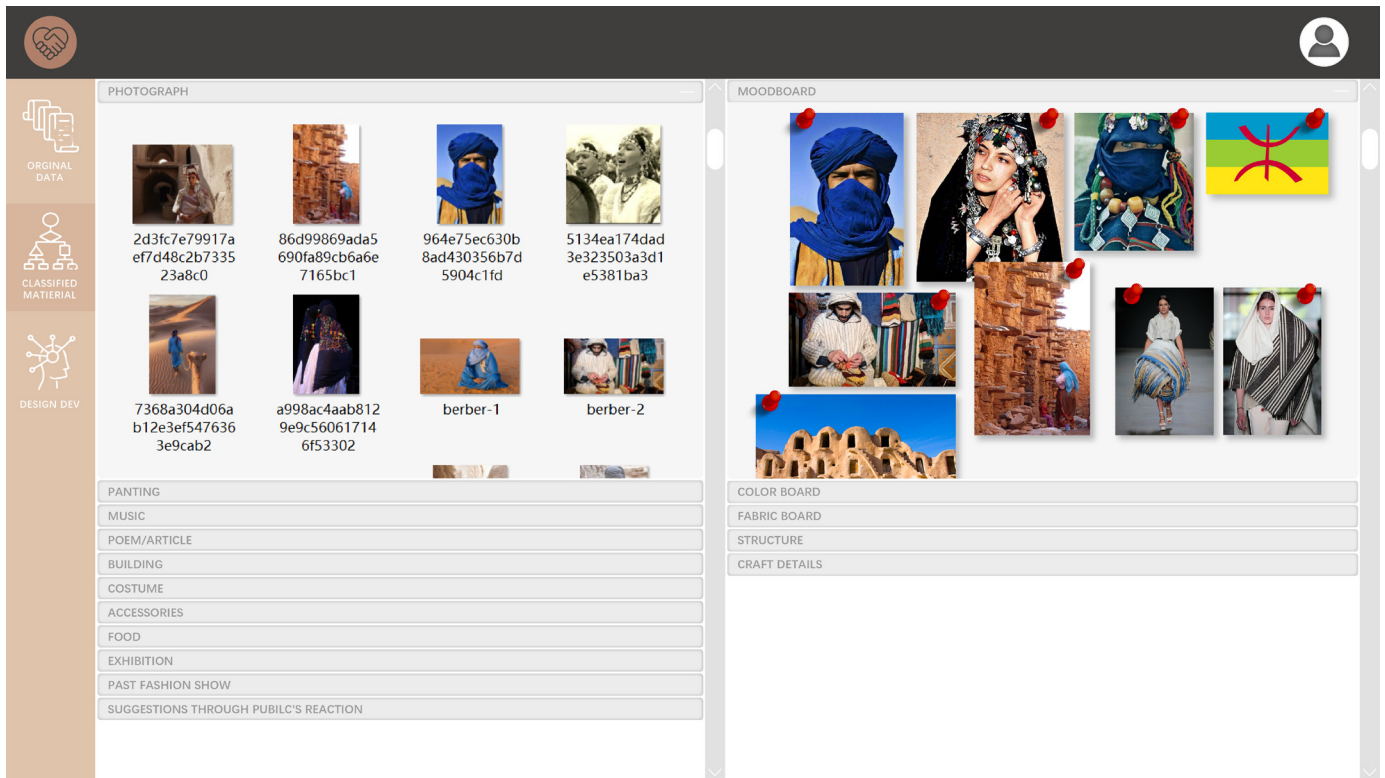 ORGINAL
DATA
CLASSIFIED
MATIERIAL
DESIGN DEV
PHOTOGRAPH
2d3fc7e79917a
ef7d48c2b7335
23a8c0
86d99869ada5
690fa89cb6a6e
7165bc1
964e75ec630b
8ad430356b7d
5904c1fd
5134ea174dad
3e323503a3d1
e5381ba3
7368a304d06a
b12e3ef547636
3e9cab2
a998ac4aab812
9e9c56061714
6f53302
berber-1
berber-2
PANTING
MUSIC
POEM/ARTICLE
BUILDING
COSTUME
ACCESSORIES
FOOD
EXHIBITION
PAST FASHION SHOW
SUGGESTIONS THROUGH PUBILC'S REACTION
MOODBOARD
COLOR BOARD
FABRIC BOARD
STRUCTURE
CRAFT DETAILS